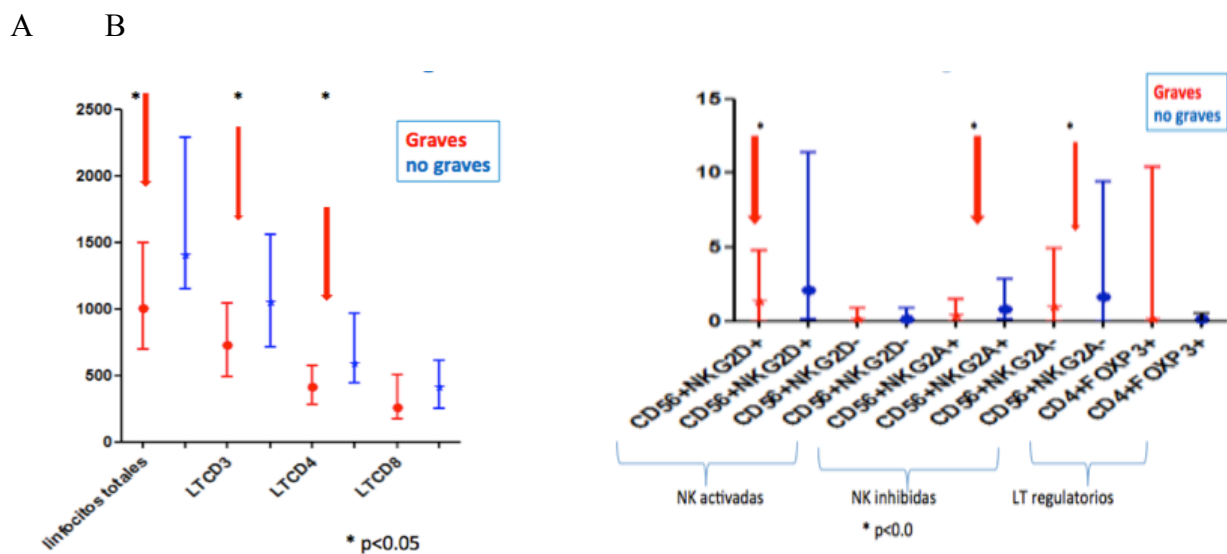 A B
* * *
2500
2000
1500
1000
500
0
Graves
no graves
linfocitos totales
LTCD3
LTCD4
LTCD8
* p<0.05
15
10
5
0
* * *
Graves
no graves
CD56+NKG2D+
CD56+NKG2D+
CD56+NKG2D-
CD56+NKG2D-
CD56+NKG2A+
CD56+NKG2A+
CD56+NKG2A-
CD56+NKG2A-
CD4+FOXP3+
CD4+FOXP3+
NK activadas
NK inhibidas
LT regulatorios
* p<0.0